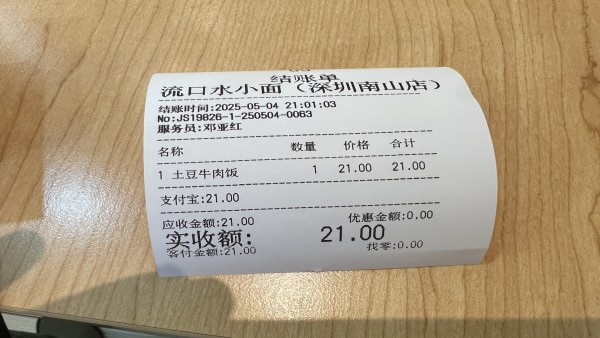 结账单
流口水小面（深圳南山店）
结账时间:2025-05-04 21:01:03
No:JS19826-1-250504-0063
服务员:邓亚红
名称 数量 价格 合计
1 土豆牛肉饭 1 21.00 21.00
支付宝:21.00
应收金额:21.00 优惠金额:0.00
实收额: 21.00
客付金额:21.00 找零:0.00